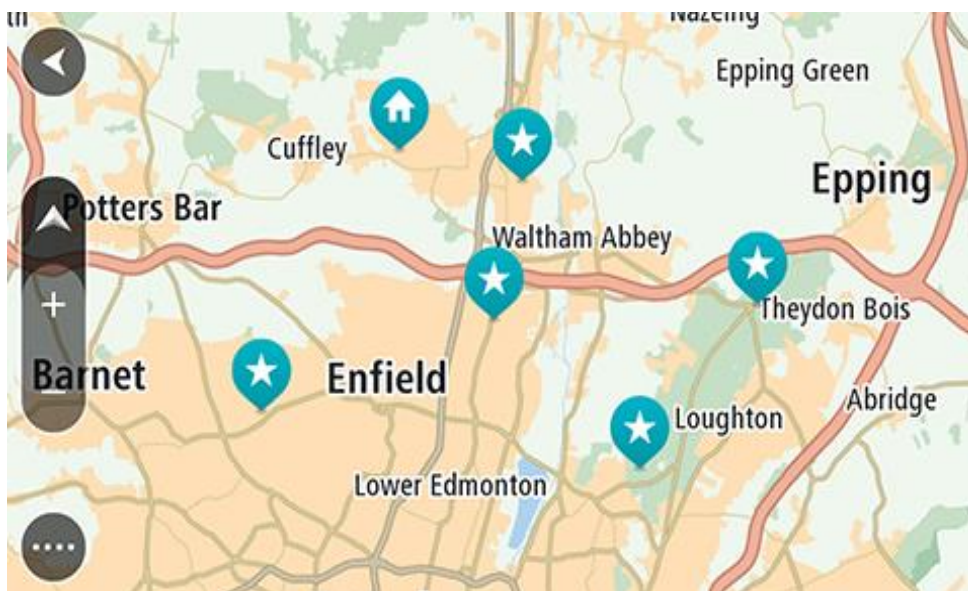 Nazeing
Epping Green
Cuffley
Epping
Potters Bar
Waltham Abbey
Theydon Bois
Barnet
Enfield
Abridge
Loughton
Lower Edmonton